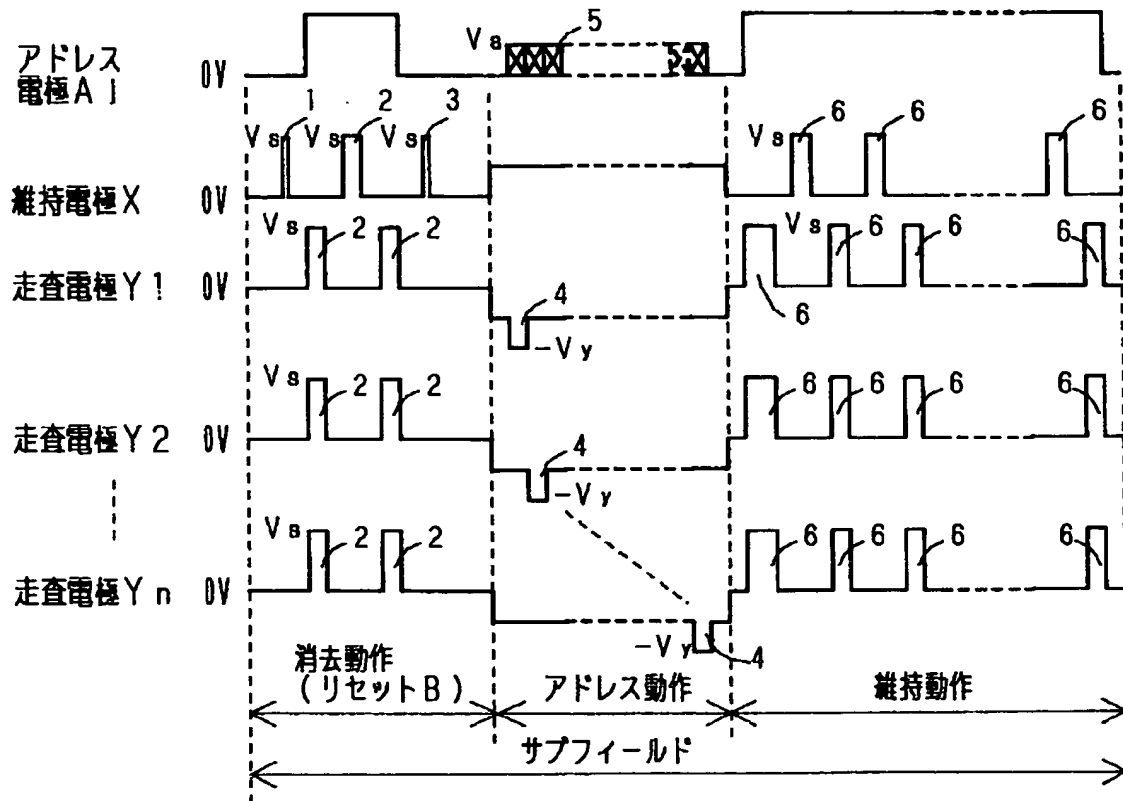 アドレス
電極Aj 0V Va 5
維持電極X 0V Vs 1 Vs 2 Vs 3 Vs 6 6 6
走査電極Y1 0V Vs 2 2 4 -Vy 6 Vs 6 6 6
走査電極Y2 0V Vs 2 2 4 -Vy 6 6 6 6
走査電極Yn 0V Vs 2 2 -Vy 4 6 6 6 6
消去動作
(リセットB) アドレス動作 維持動作
サブフィールド